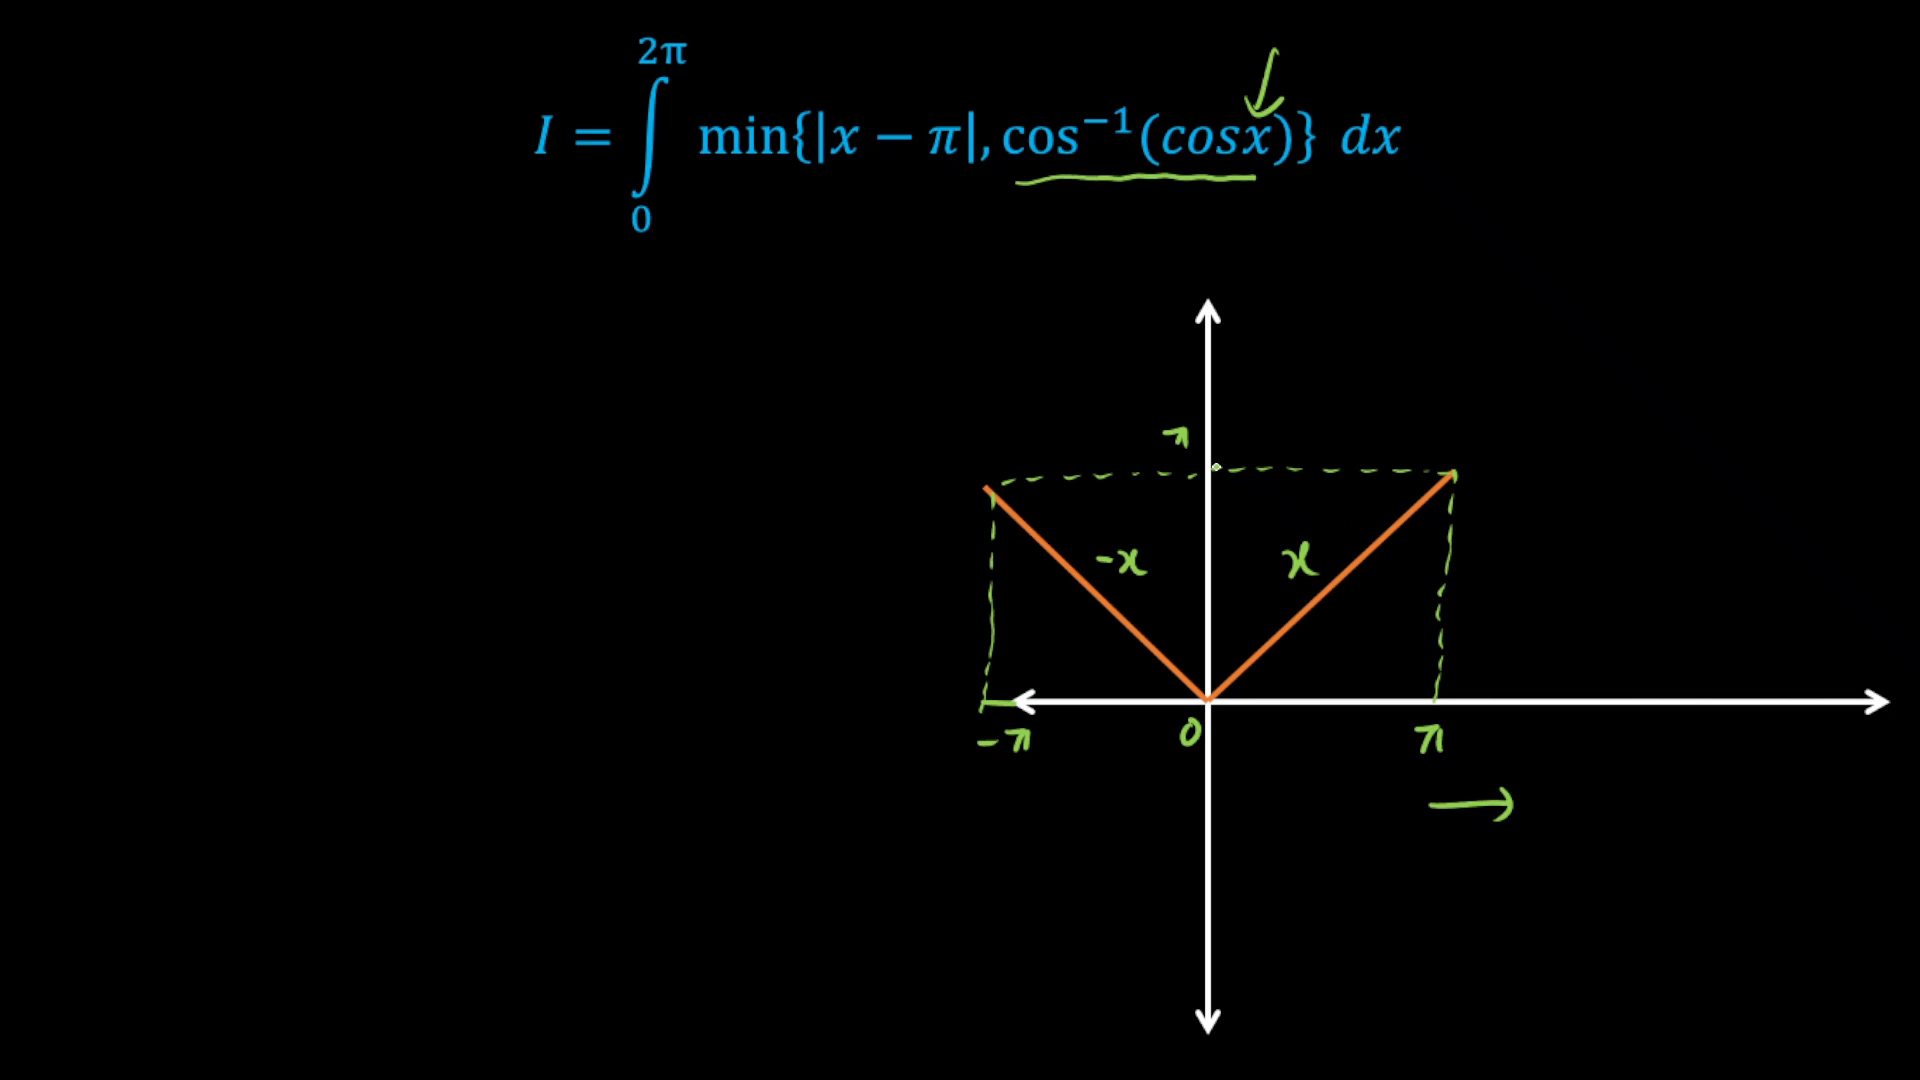 2π
I = ∫ min{|x − π|, cos⁻¹(cosx)} dx
0
π
-x x
-π 0 π